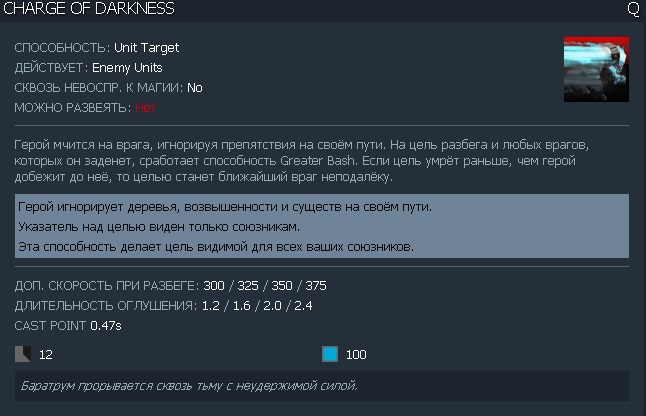 CHARGE OF DARKNESS Q
СПОСОБНОСТЬ: Unit Target
ДЕЙСТВУЕТ: Enemy Units
СКВОЗЬ НЕВОСПР. К МАГИИ: No
МОЖНО РАЗВЕЯТЬ: Нет
Герой мчится на врага, игнорируя препятствия на своём пути. На цель разбега и любых врагов,
которых он заденет, сработает способность Greater Bash. Если цель умрёт раньше, чем герой
добежит до неё, то целью станет ближайший враг неподалёку.
Герой игнорирует деревья, возвышенности и существ на своём пути.
Указатель над целью виден только союзникам.
Эта способность делает цель видимой для всех ваших союзников.
ДОП. СКОРОСТЬ ПРИ РАЗБЕГЕ: 300 / 325 / 350 / 375
ДЛИТЕЛЬНОСТЬ ОГЛУШЕНИЯ: 1.2 / 1.6 / 2.0 / 2.4
CAST POINT 0.47s
12 100
Баратрум прорывается сквозь тьму с неудержимой силой.